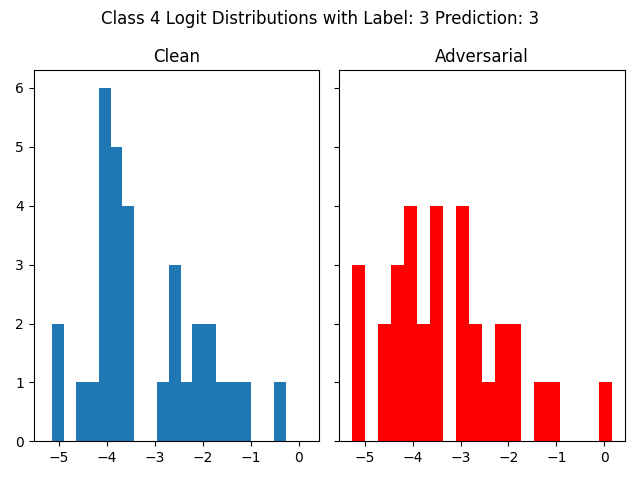 Class 4 Logit Distributions with Label: 3 Prediction: 3
Clean
Adversarial
6
5
4
3
2
1
0
−5 −4 −3 −2 −1 0
−5 −4 −3 −2 −1 0